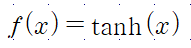 f(x) = tanh(x)